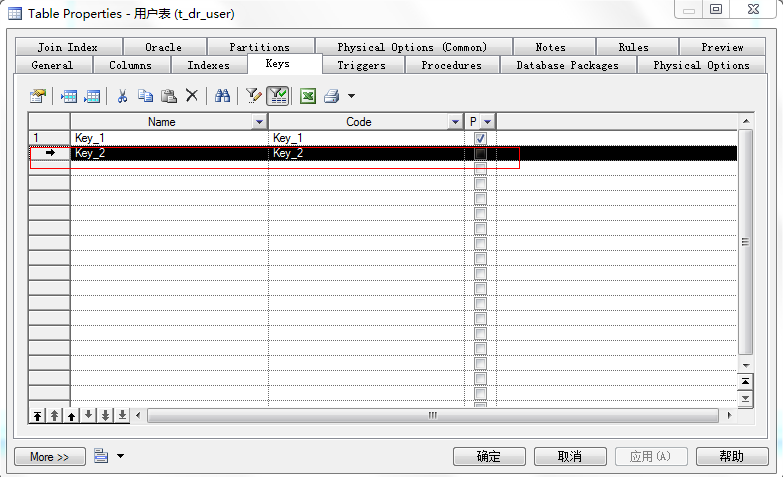 Table Properties - 用户表 (t_dr_user)
Join Index Oracle Partitions Physical Options (Common) Notes Rules Preview
General Columns Indexes Keys Triggers Procedures Database Packages Physical Options
Name Code P
1 Key_1 Key_1
Key_2 Key_2
More >> 确定 取消 应用(A) 帮助